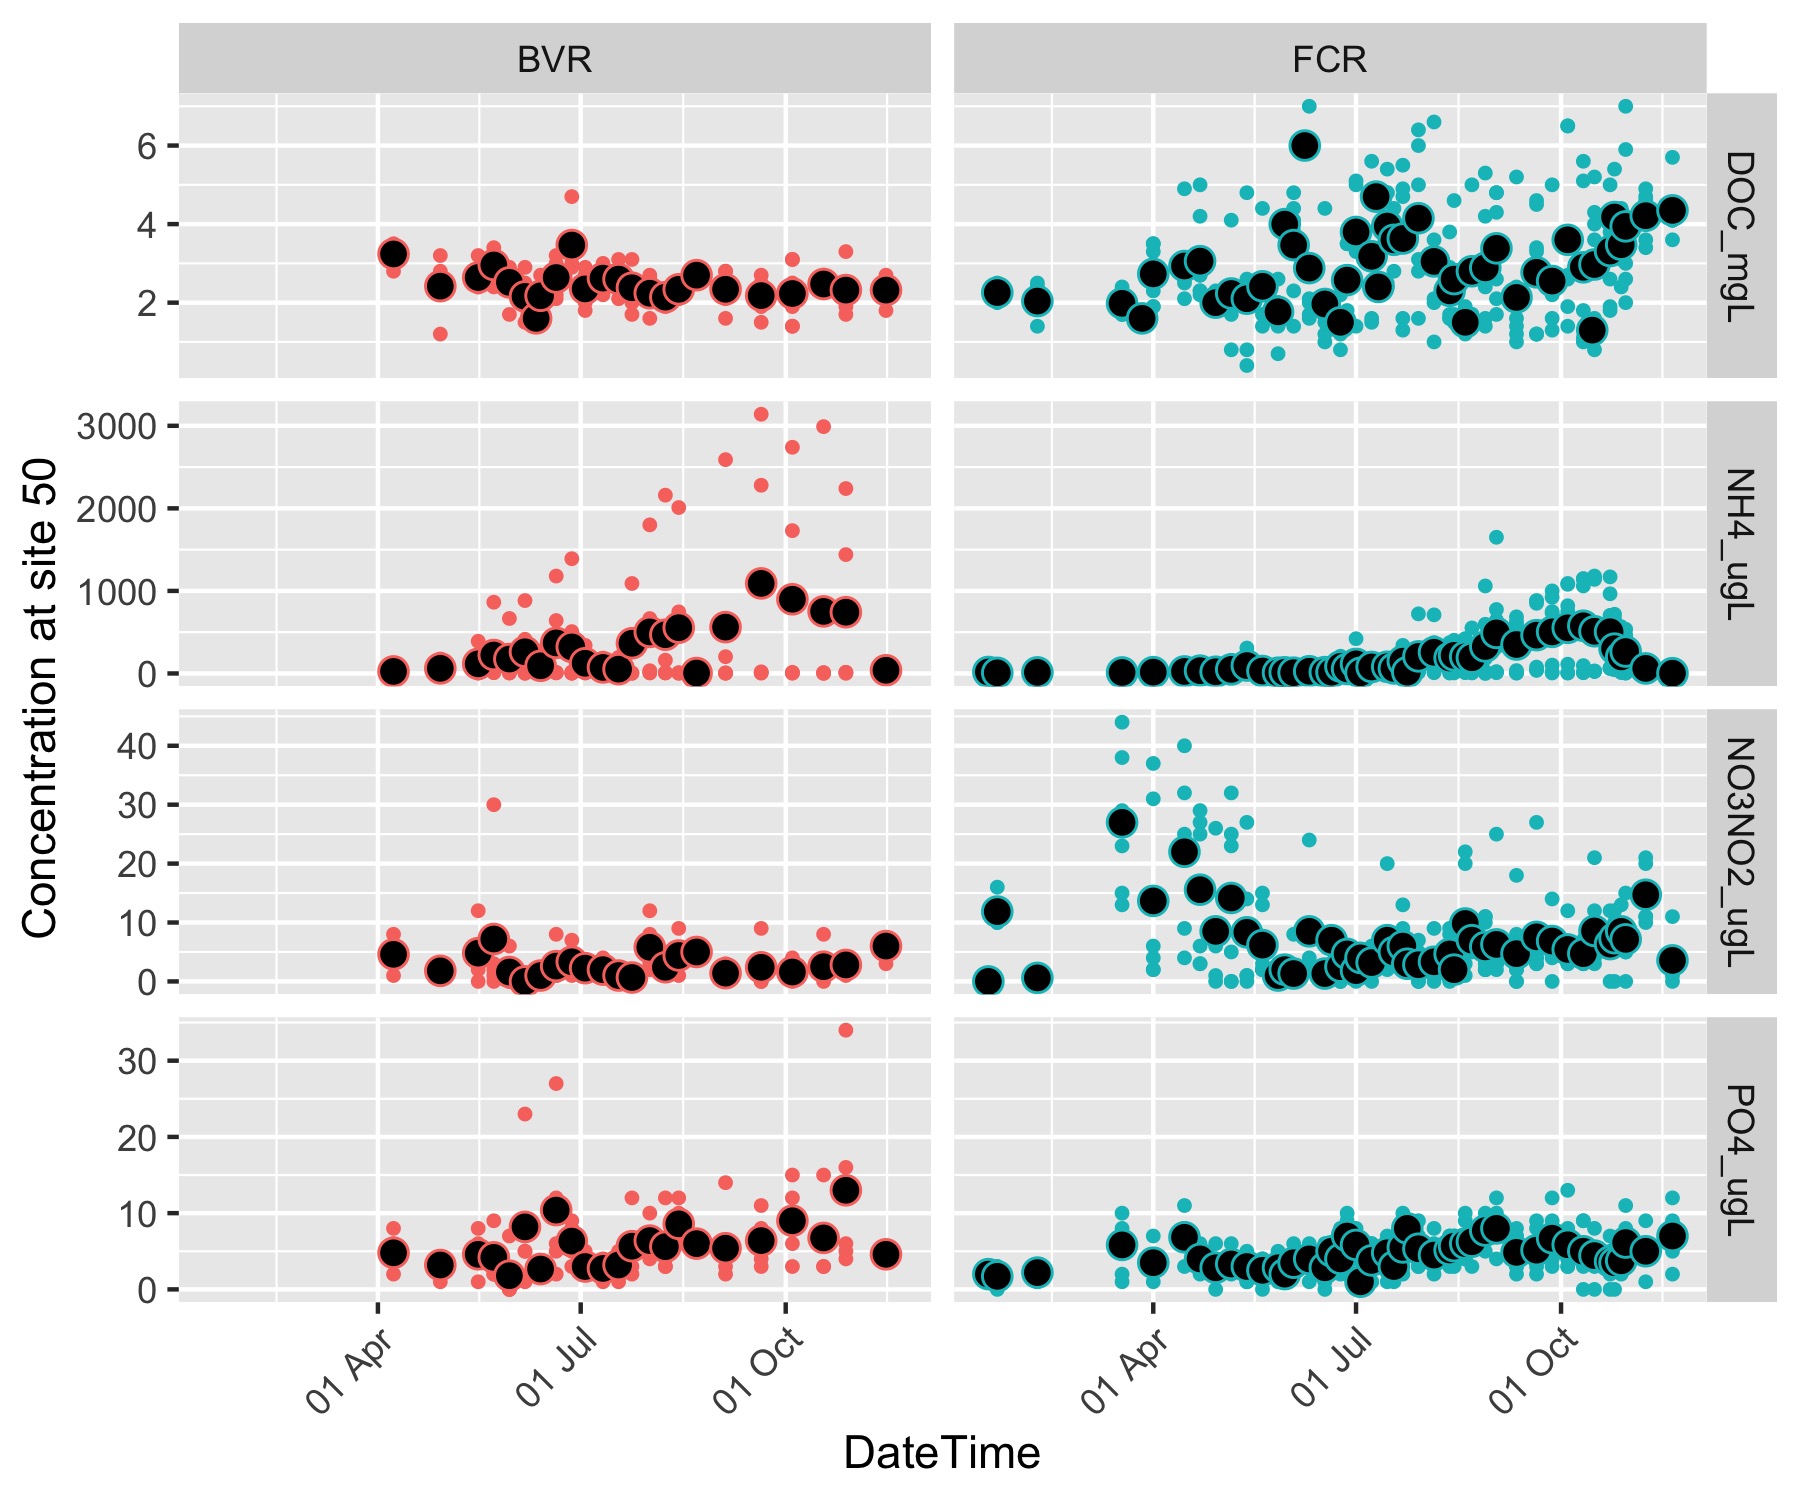 BVR
FCR
6
4
2
DOC_mgL
3000
2000
1000
0
NH4_ugL
40
30
20
10
0
NO3NO2_ugL
30
20
10
0
PO4_ugL
01 Apr
01 Jul
01 Oct
01 Apr
01 Jul
01 Oct
DateTime
Concentration at site 50